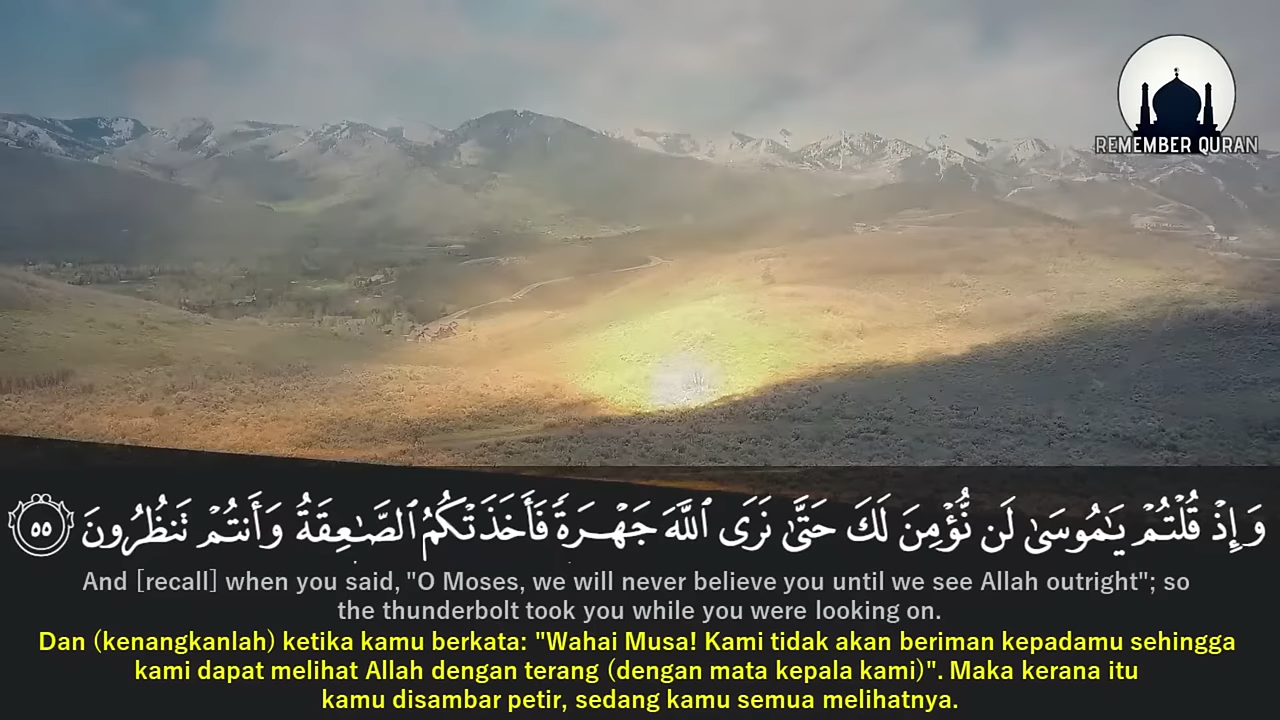 REMEMBER QURAN
وَإِذْ قُلْتُمْ يَـٰمُوسَىٰ لَن نُّؤْمِنَ لَكَ حَتَّىٰ نَرَى ٱللَّهَ جَهْرَةً فَأَخَذَتْكُمُ ٱلصَّـٰعِقَةُ وَأَنتُمْ تَنظُرُونَ ٥٥
And [recall] when you said, "O Moses, we will never believe you until we see Allah outright"; so
the thunderbolt took you while you were looking on.
Dan (kenangkanlah) ketika kamu berkata: "Wahai Musa! Kami tidak akan beriman kepadamu sehingga
kami dapat melihat Allah dengan terang (dengan mata kepala kami)". Maka kerana itu
kamu disambar petir, sedang kamu semua melihatnya.